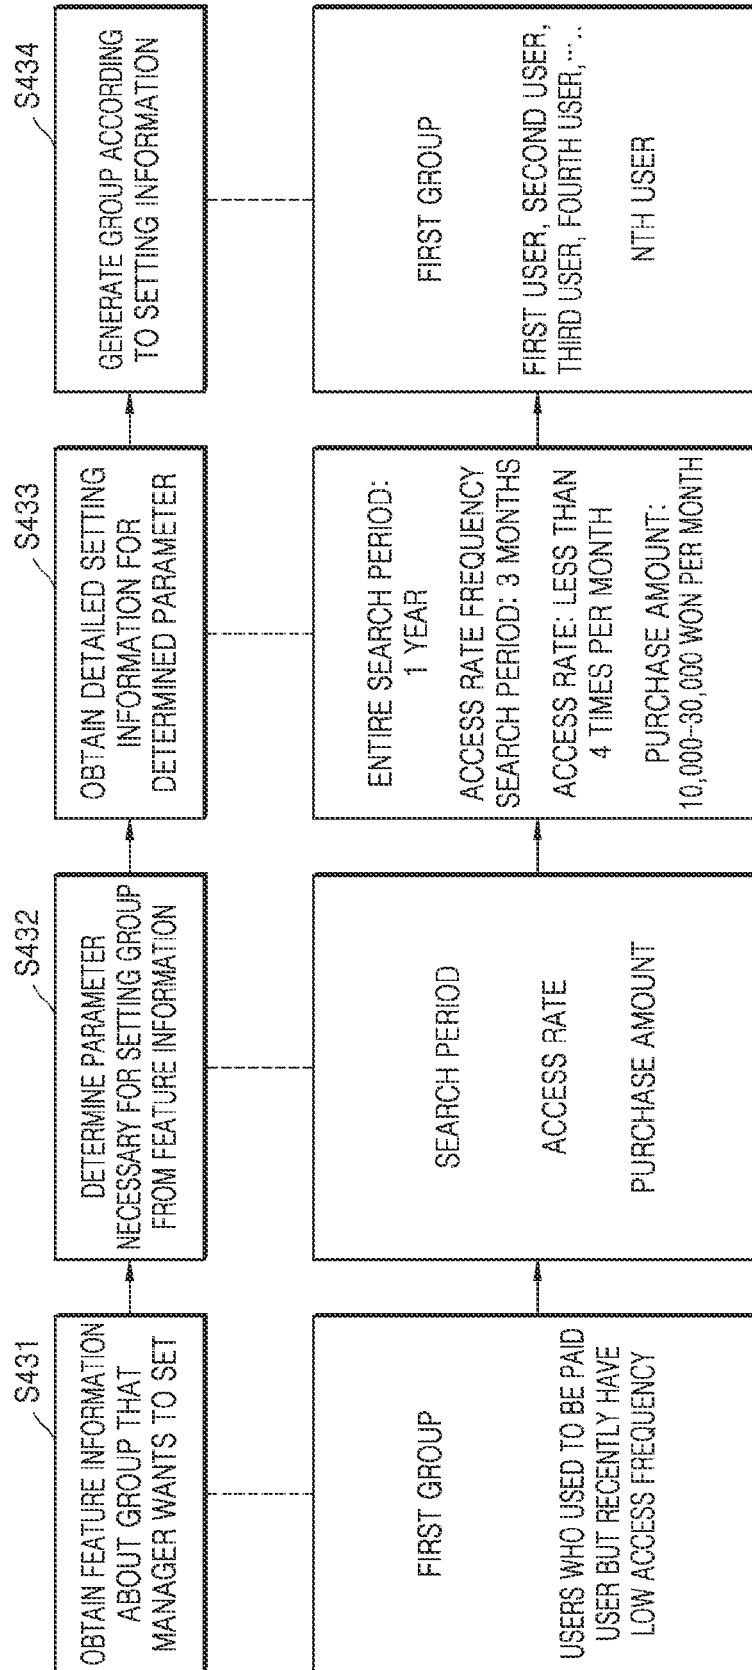 S431
OBTAIN FEATURE INFORMATION
ABOUT GROUP THAT
MANAGER WANTS TO SET
S432
DETERMINE PARAMETER
NECESSARY FOR SETTING GROUP
FROM FEATURE INFORMATION
S433
OBTAIN DETAILED SETTING
INFORMATION FOR
DETERMINED PARAMETER
S434
GENERATE GROUP ACCORDING
TO SETTING INFORMATION
FIRST GROUP
USERS WHO USED TO BE PAID
USER BUT RECENTLY HAVE
LOW ACCESS FREQUENCY
SEARCH PERIOD
ACCESS RATE
PURCHASE AMOUNT
ENTIRE SEARCH PERIOD:
1 YEAR
ACCESS RATE FREQUENCY
SEARCH PERIOD: 3 MONTHS
ACCESS RATE: LESS THAN
4 TIMES PER MONTH
PURCHASE AMOUNT:
10,000-30,000 WON PER MONTH
FIRST GROUP
FIRST USER, SECOND USER,
THIRD USER, FOURTH USER,....
NTH USER